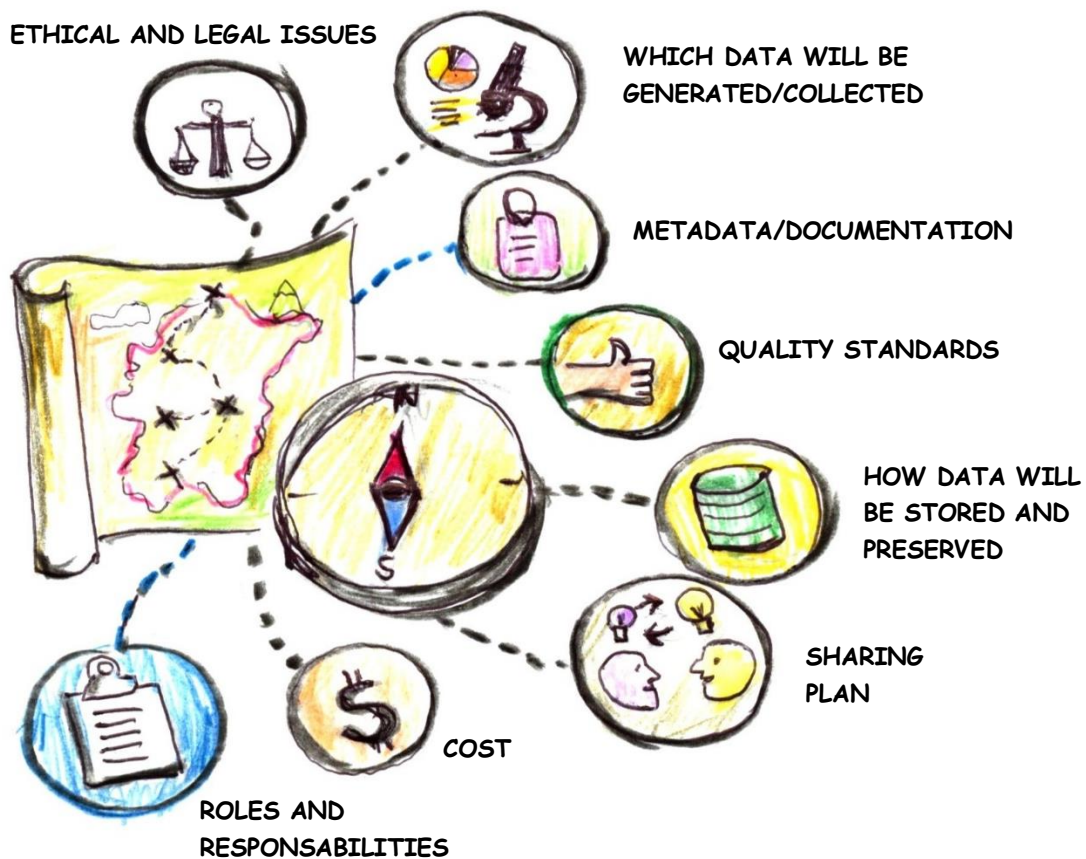 ETHICAL AND LEGAL ISSUES
WHICH DATA WILL BE
GENERATED/COLLECTED
METADATA/DOCUMENTATION
QUALITY STANDARDS
N
S
HOW DATA WILL
BE STORED AND
PRESERVED
SHARING
PLAN
$
COST
ROLES AND
RESPONSABILITIES